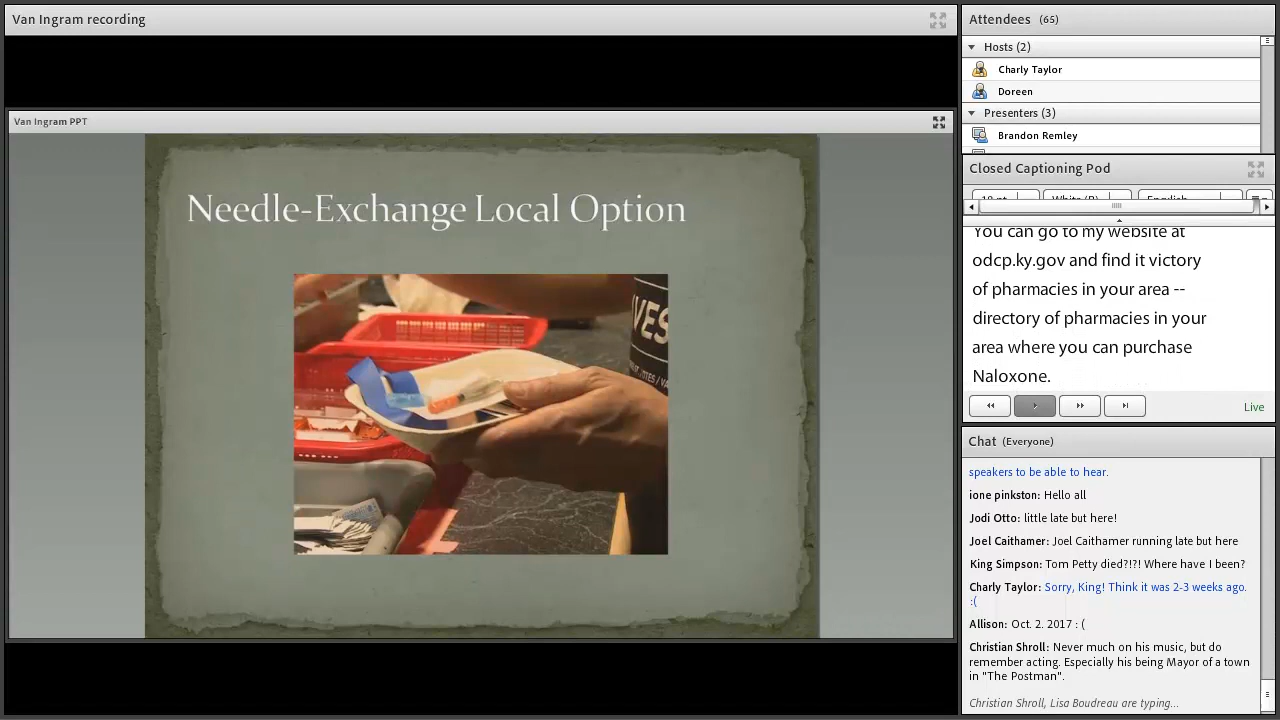 Van Ingram recording
Van Ingram PPT
Needle-Exchange Local Option
VES
Attendees (65)
Hosts (2)
Charly Taylor
Doreen
Presenters (3)
Brandon Remley
Closed Captioning Pod
English
You can go to my website at
odcp.ky.gov and find it victory
of pharmacies in your area --
directory of pharmacies in your
area where you can purchase
Naloxone.
Live
Chat (Everyone)
speakers to be able to hear.
ione pinkston: Hello all
Jodi Otto: little late but here!
Joel Caithamer: Joel Caithamer running late but here
King Simpson: Tom Petty died?!?! Where have I been?
Charly Taylor: Sorry, King! Think it was 2-3 weeks ago.
:(
Allison: Oct. 2. 2017 : (
Christian Shroll: Never much on his music, but do
remember acting. Especially his being Mayor of a town
in "The Postman".
Christian Shroll, Lisa Boudreau are typing...